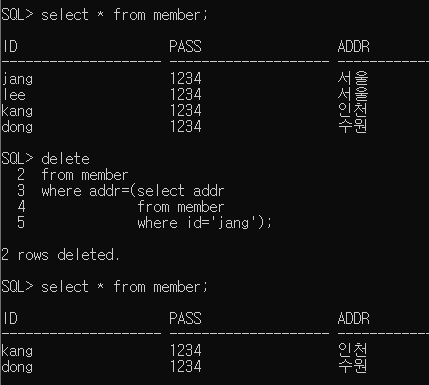 SQL> select * from member;
ID PASS ADDR
-------------------- -------------------- ------------
jang 1234 서울
lee 1234 서울
kang 1234 인천
dong 1234 수원
SQL> delete
2 from member
3 where addr=(select addr
4 from member
5 where id='jang');
2 rows deleted.
SQL> select * from member;
ID PASS ADDR
-------------------- -------------------- ------------
kang 1234 인천
dong 1234 수원